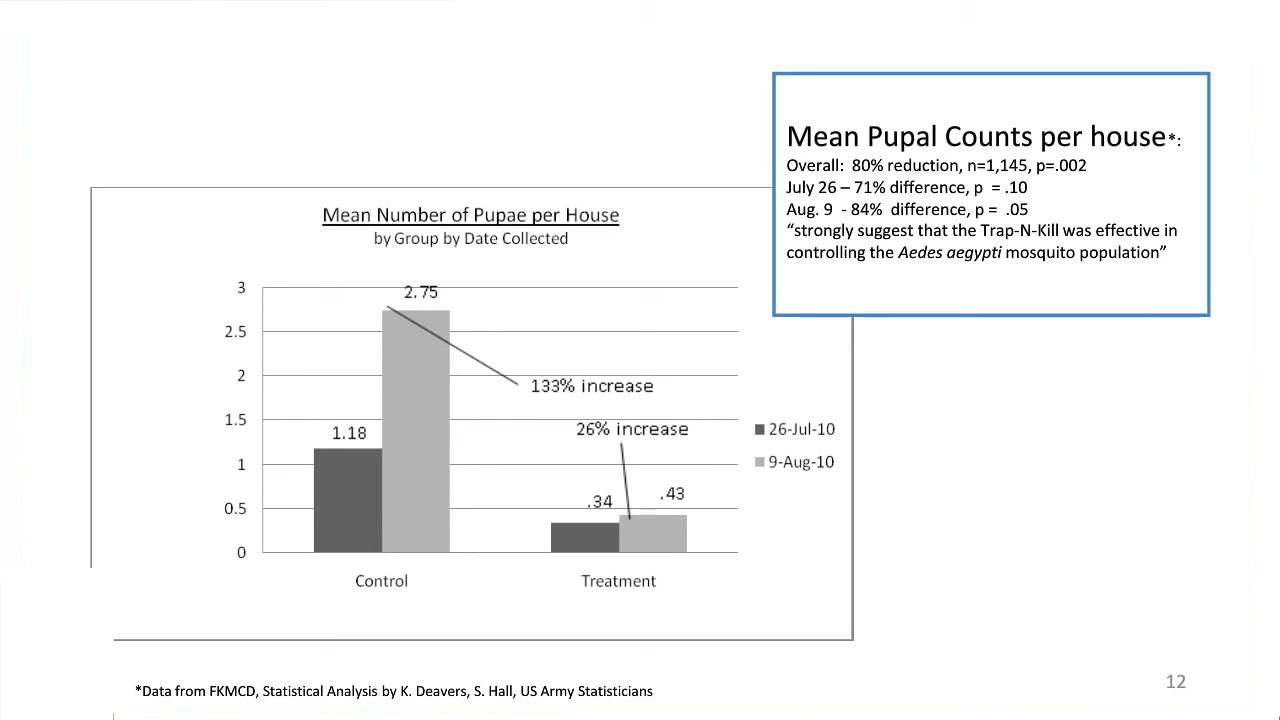 Mean Pupal Counts per house*:
Overall:  80% reduction, n=1,145, p=.002
July 26 – 71% difference, p  = .10
Aug. 9  - 84%  difference, p =  .05
“strongly suggest that the Trap-N-Kill was effective in
controlling the Aedes aegypti mosquito population”
Mean Number of Pupae per House
by Group by Date Collected
3
2.75
2.5
2
133% increase
1.5
1.18
26% increase
26-Jul-10
1
9-Aug-10
0.5
.34
.43
0
Control
Treatment
*Data from FKMCD, Statistical Analysis by K. Deavers, S. Hall, US Army Statisticians
12